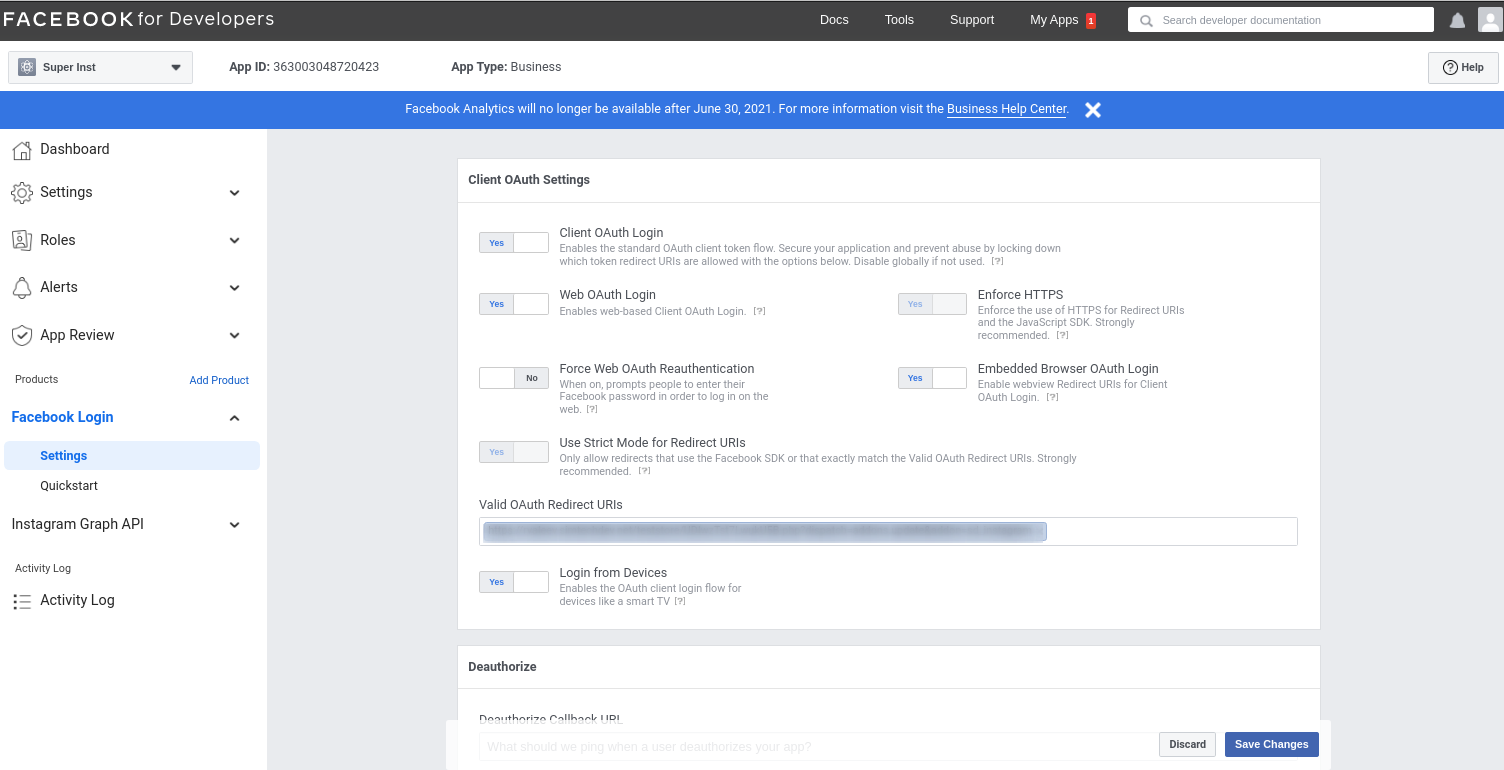 FACEBOOK for Developers
Docs Tools Support My Apps 1 Search developer documentation
Super Inst App ID: 363003048720423 App Type: Business Help
Facebook Analytics will no longer be available after June 30, 2021. For more information visit the Business Help Center.
Dashboard
Settings
Roles
Alerts
App Review
Products Add Product
Facebook Login
Settings
Quickstart
Instagram Graph API
Activity Log
Activity Log
Client OAuth Settings
Yes Client OAuth Login
Enables the standard OAuth client token flow. Secure your application and prevent abuse by locking down
which token redirect URIs are allowed with the options below. Disable globally if not used. [?]
Yes Web OAuth Login
Enables web-based Client OAuth Login. [?]
Yes Enforce HTTPS
Enforce the use of HTTPS for Redirect URIs
and the JavaScript SDK. Strongly
recommended. [?]
No Force Web OAuth Reauthentication
When on, prompts people to enter their
Facebook password in order to log in on the
web. [?]
Yes Embedded Browser OAuth Login
Enable webview Redirect URIs for Client
OAuth Login. [?]
Yes Use Strict Mode for Redirect URIs
Only allow redirects that use the Facebook SDK or that exactly match the Valid OAuth Redirect URIs. Strongly
recommended. [?]
Valid OAuth Redirect URIs
Yes Login from Devices
Enables the OAuth client login flow for
devices like a smart TV [?]
Deauthorize
Deauthorize Callback URL
What should we ping when a user deauthorizes your app?
Discard Save Changes